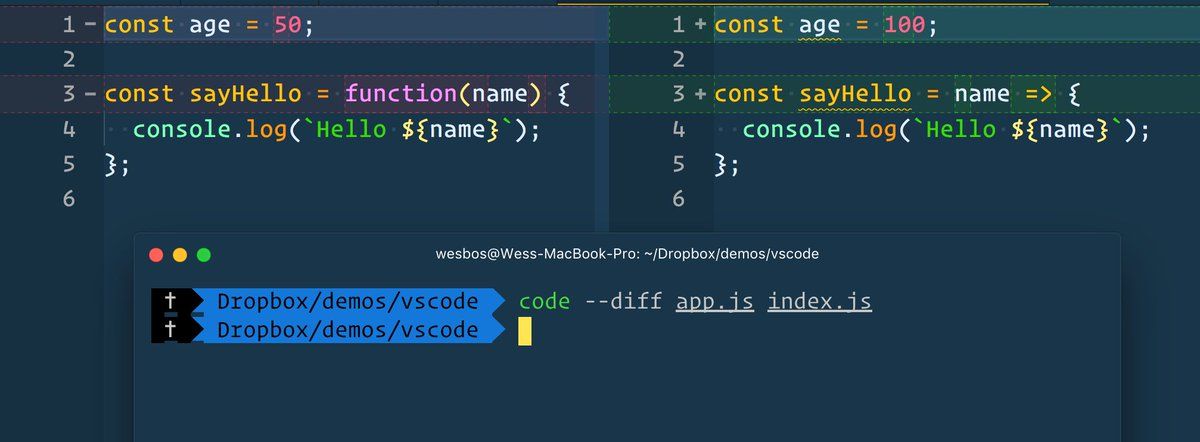 1 - const age = 50;
2
3 - const sayHello = function(name) {
4   console.log(`Hello ${name}`);
5 };
6
1 + const age = 100;
2
3 + const sayHello = name => {
4   console.log(`Hello ${name}`);
5 };
6
wesbos@Wess-MacBook-Pro: ~/Dropbox/demos/vscode
† Dropbox/demos/vscode code --diff app.js index.js
† Dropbox/demos/vscode